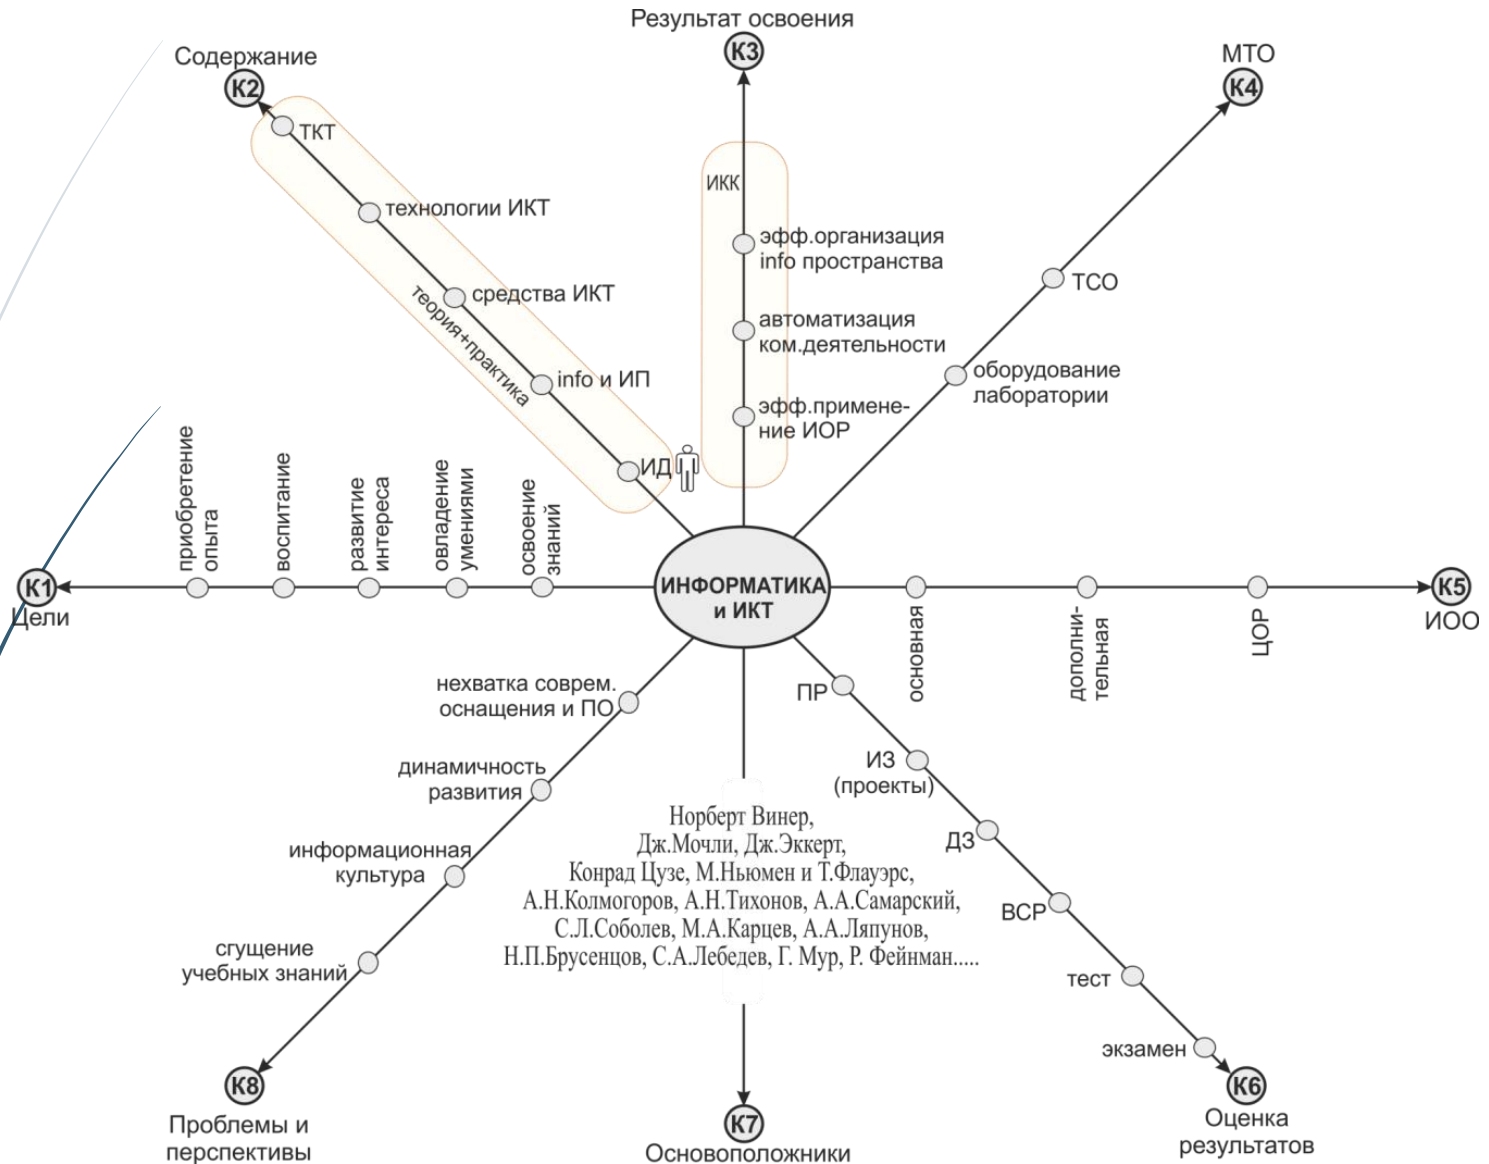 Результат освоения
К3
Содержание
К2
МТО
К4
ТКТ
технологии ИКТ
средства ИКТ
теория+практика
info и ИП
ИД
ИКК
эфф.организация
info пространства
автоматизация
ком.деятельности
эфф.примене-
ние ИОР
ТСО
оборудование
лаборатории
приобретение
опыта
воспитание
развитие
интереса
овладение
умениями
освоение
знаний
К1
Цели
ИНФОРМАТИКА
и ИКТ
К5
ИОО
основная
дополни-
тельная
ЦОР
нехватка соврем.
оснащения и ПО
динамичность
развития
информационная
культура
сгущение
учебных знаний
К8
Проблемы и
перспективы
Норберт Винер,
Дж.Мочли, Дж.Эккерт,
Конрад Цузе, М.Ньюмен и Т.Флауэрс,
А.Н.Колмогоров, А.Н.Тихонов, А.А.Самарский,
С.Л.Соболев, М.А.Карцев, А.А.Ляпунов,
Н.П.Брусенцов, С.А.Лебедев, Г. Мур, Р. Фейнман.....
К7
Основоположники
ПР
ИЗ
(проекты)
ДЗ
ВСР
тест
экзамен
К6
Оценка
результатов